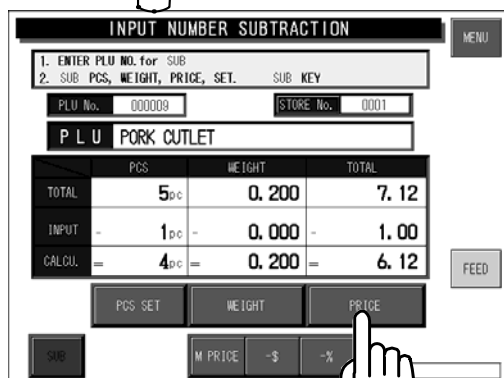 INPUT NUMBER SUBTRACTION
MENU
1. ENTER PLU NO. for SUB
2. SUB PCS, WEIGHT, PRICE, SET. SUB KEY
PLU No. 000009 STORE No. 0001
PLU PORK CUTLET
PCS WEIGHT TOTAL
TOTAL 5pc 0.200 7.12
INPUT - 1pc - 0.000 - 1.00
CALCU. = 4pc = 0.200 = 6.12
FEED
PCS SET WEIGHT PRICE
SUB M PRICE -$ -%